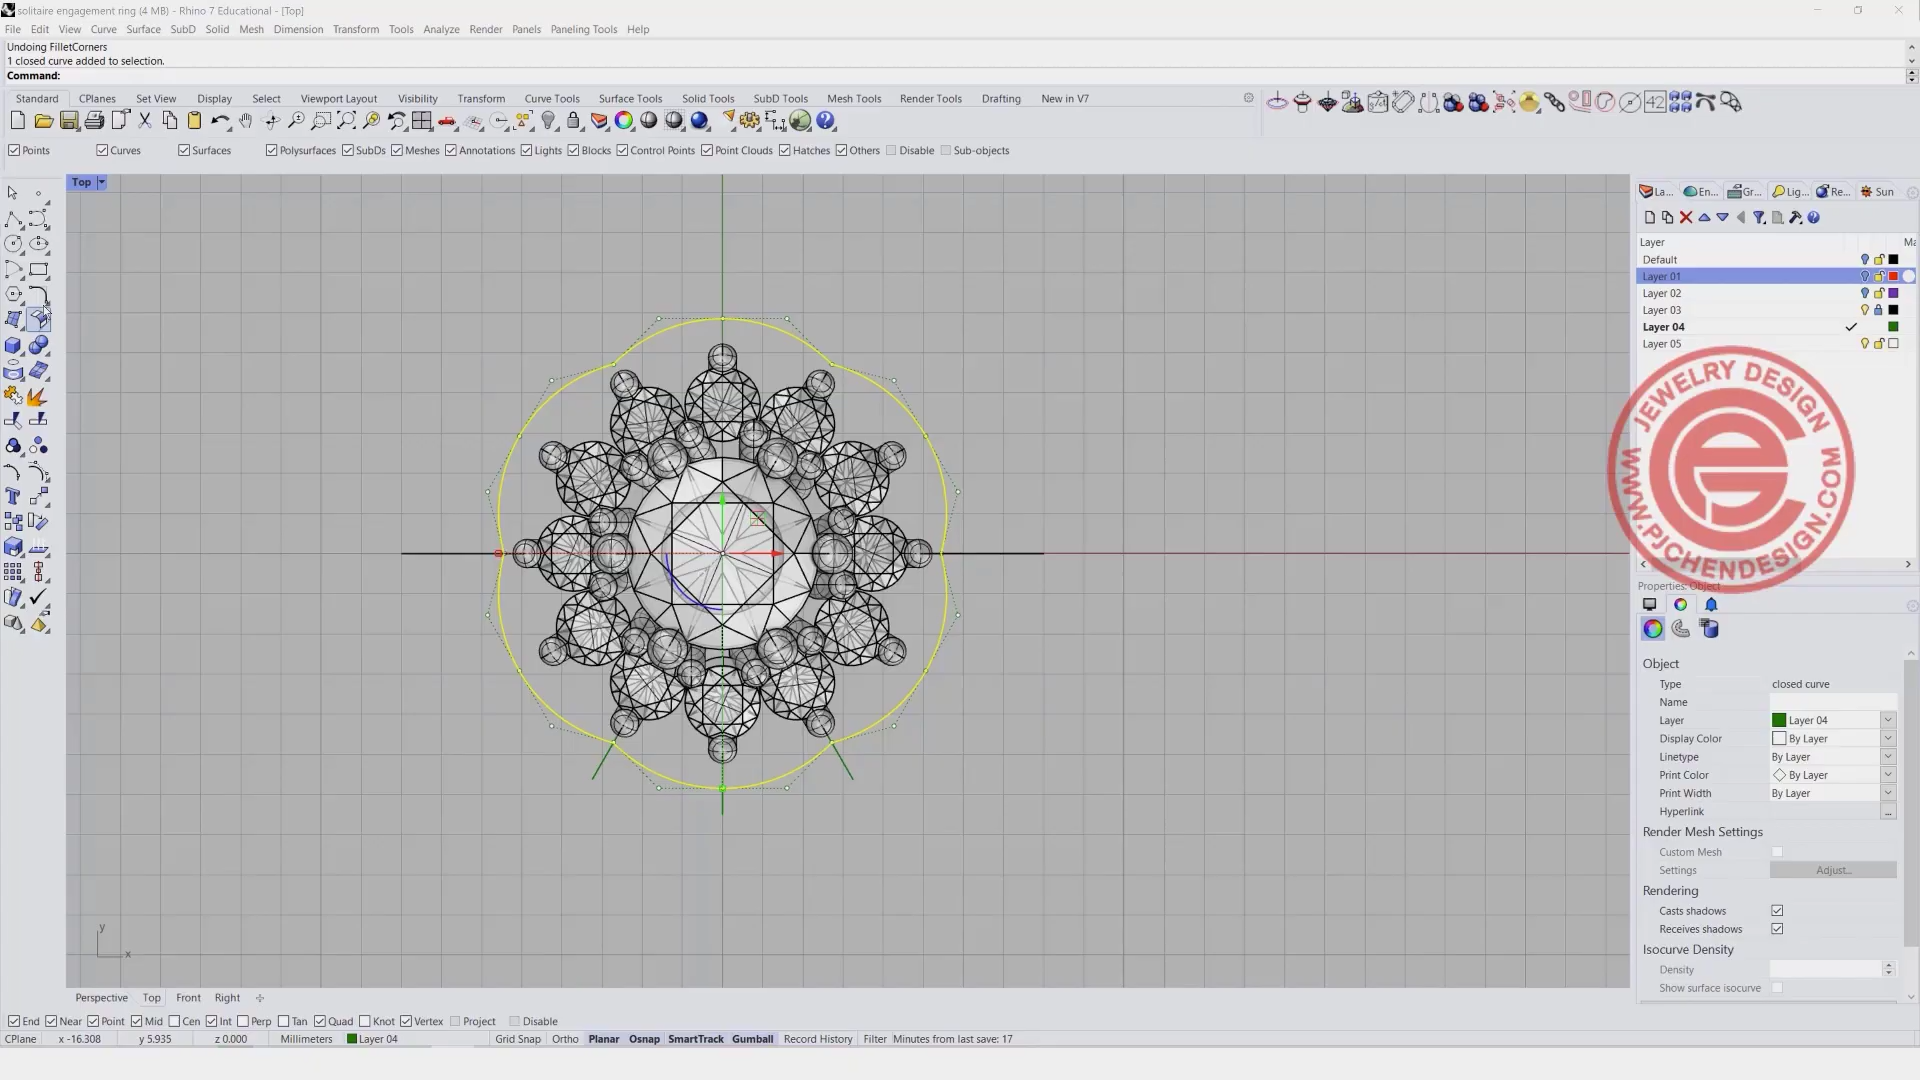 solitaire engagement ring (4 MB) - Rhino 7 Educational - [Top]
File Edit View Curve Surface SubD Solid Mesh Dimension Transform Tools Analyze Render Panels Paneling Tools Help
Undoing FilletCorners
1 closed curve added to selection.
Command:
Standard CPlanes Set View Display Select Viewport Layout Visibility Transform Curve Tools Surface Tools Solid Tools SubD Tools Mesh Tools Render Tools Drafting New in V7
42
Points Curves Surfaces Polysurfaces SubDs Meshes Annotations Lights Blocks Control Points Point Clouds Hatches Others Disable Sub-objects
Top
La... En... Gr... Lig... Re... Sun
Layer Ma
Default
Layer 01
Layer 02
Layer 03
Layer 04
Layer 05
JEWELRY DESIGN
WWW.PJCHENDESIGN.COM
Properties: Object
Object
Type closed curve
Name
Layer Layer 04
Display Color By Layer
Linetype By Layer
Print Color By Layer
Print Width By Layer
Hyperlink ...
Render Mesh Settings
Custom Mesh
Settings Adjust...
Rendering
Casts shadows
Receives shadows
Isocurve Density
Density
Show surface isocurve
y
x
Perspective Top Front Right
End Near Point Mid Cen Int Perp Tan Quad Knot Vertex Project Disable
CPlane x -16.308 y 5.935 z 0.000 Millimeters Layer 04 Grid Snap Ortho Planar Osnap SmartTrack Gumball Record History Filter Minutes from last save: 17